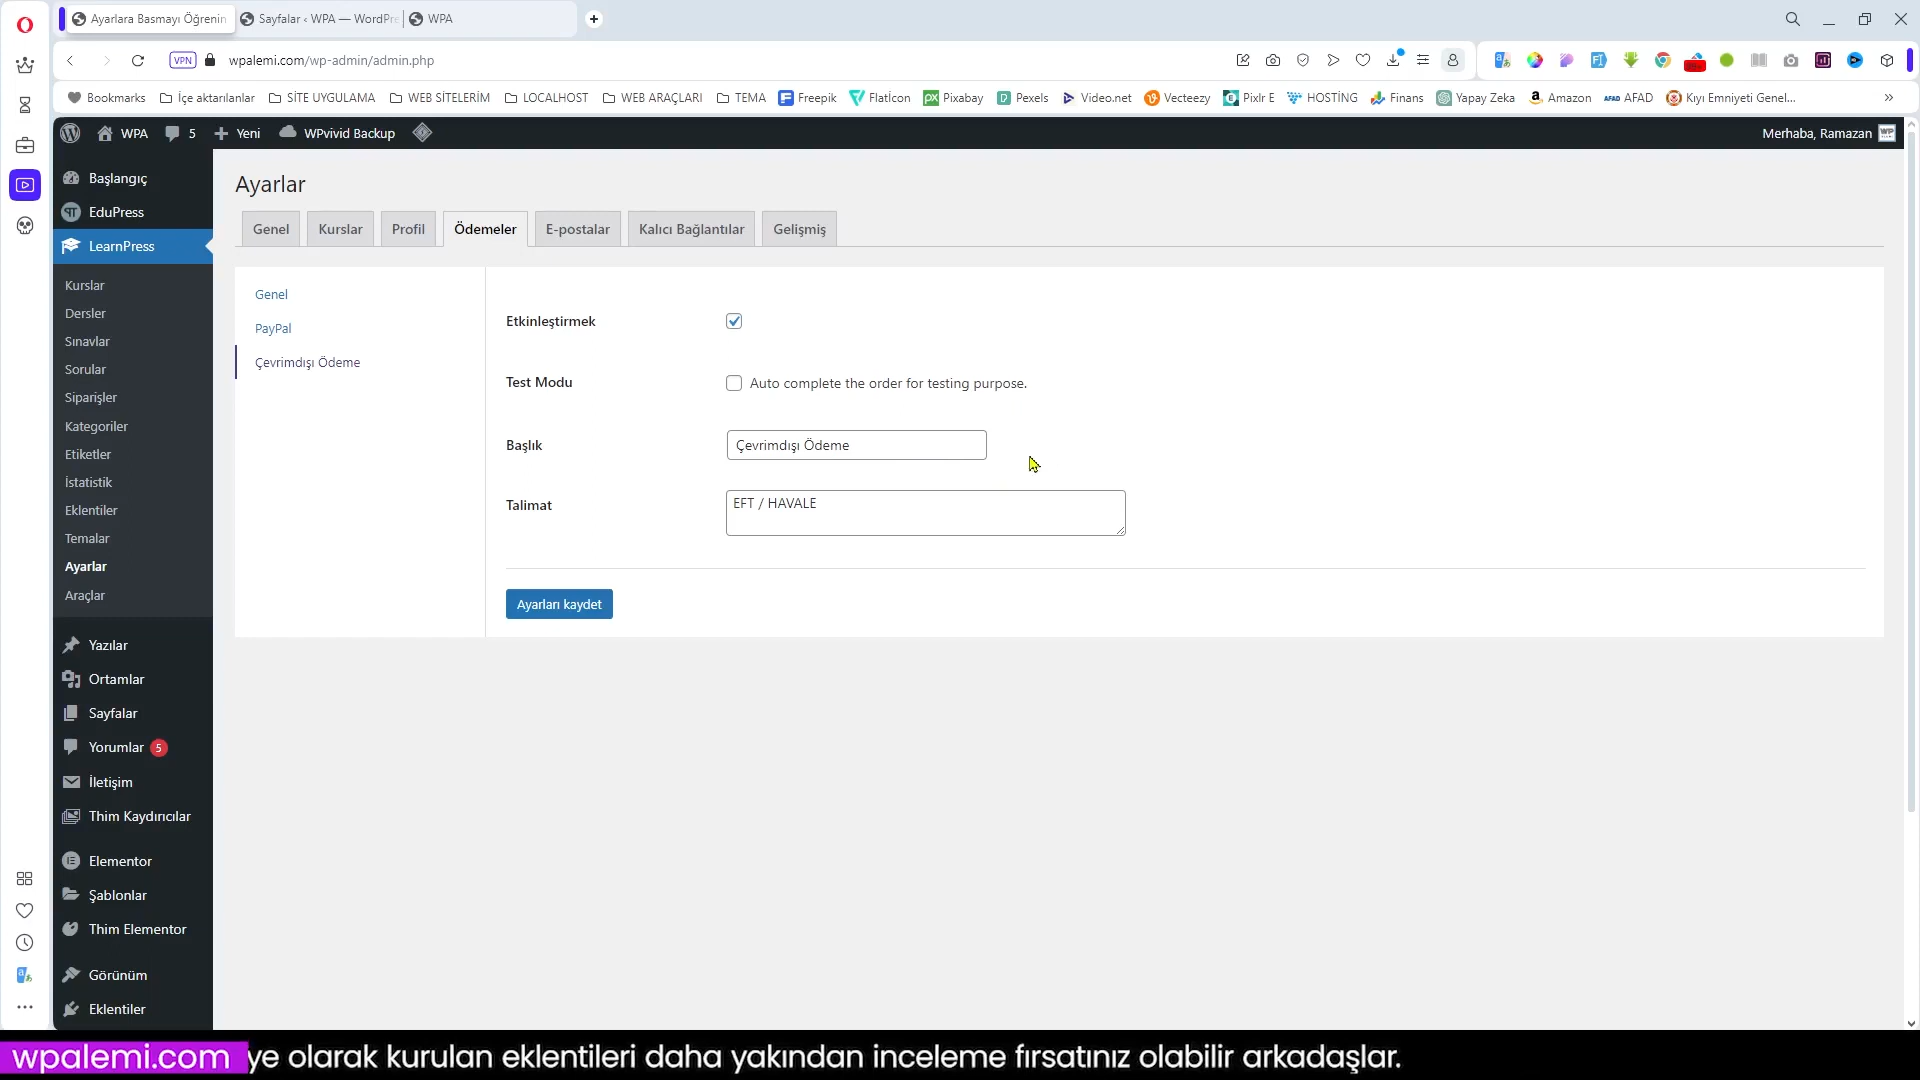 Ayarlara Basmayı Öğrenin
Sayfalar ‹ WPA — WordPre
WPA
VPN
wpalemi.com/wp-admin/admin.php
Bookmarks
İçe aktarılanlar
SİTE UYGULAMA
WEB SİTELERİM
LOCALHOST
WEB ARAÇLARI
TEMA
Freepik
Flatİcon
Pixabay
Pexels
Video.net
Vecteezy
Pixlr E
HOSTİNG
Finans
Yapay Zeka
Amazon
AFAD
Kıyı Emniyeti Genel...
WPA
5
Yeni
WPvivid Backup
Merhaba, Ramazan
Başlangıç
EduPress
LearnPress
Kurslar
Dersler
Sınavlar
Sorular
Siparişler
Kategoriler
Etiketler
İstatistik
Eklentiler
Temalar
Ayarlar
Araçlar
Yazılar
Ortamlar
Sayfalar
Yorumlar 5
İletişim
Thim Kaydırıcılar
Elementor
Şablonlar
Thim Elementor
Görünüm
Eklentiler
Ayarlar
Genel
Kurslar
Profil
Ödemeler
E-postalar
Kalıcı Bağlantılar
Gelişmiş
Genel
PayPal
Çevrimdışı Ödeme
Etkinleştirmek
Test Modu
Auto complete the order for testing purpose.
Başlık
Çevrimdışı Ödeme
Talimat
EFT / HAVALE
Ayarları kaydet
wpalemi.com
ye olarak kurulan eklentileri daha yakından inceleme fırsatınız olabilir arkadaşlar.